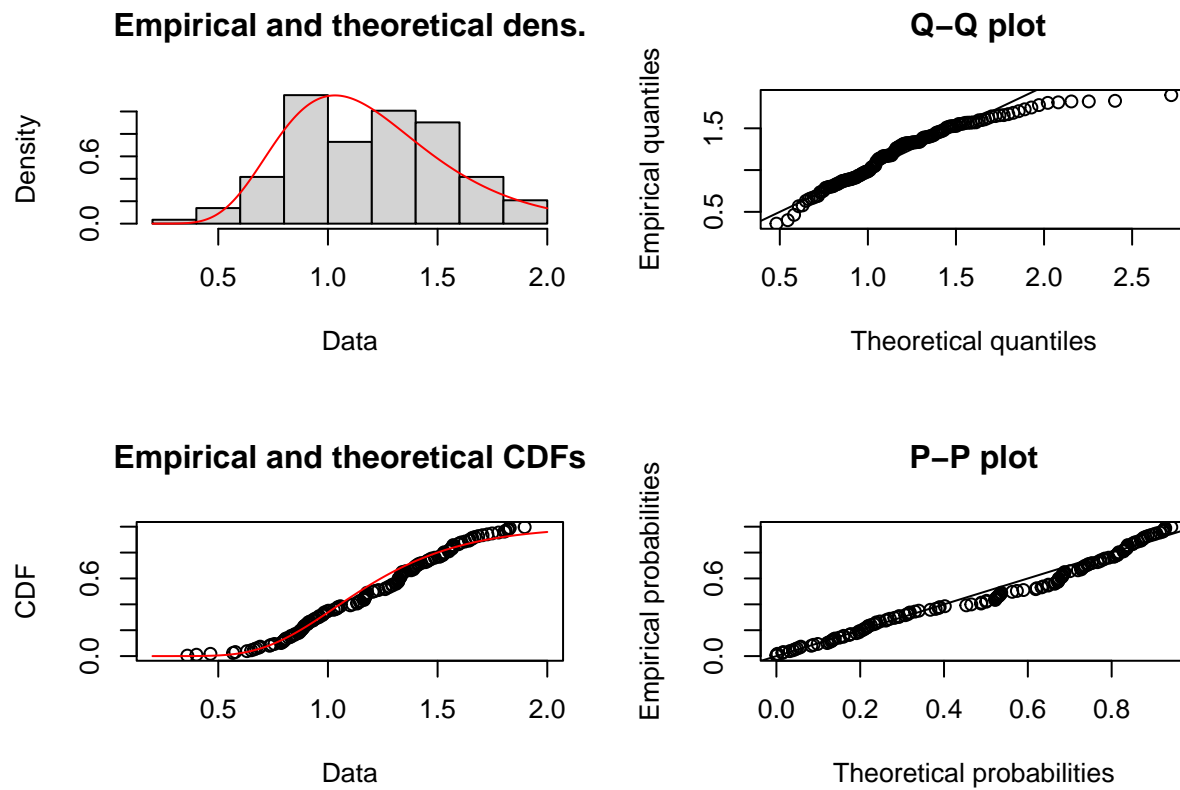 Empirical and theoretical dens.
Density
0.0 0.6
0.5 1.0 1.5 2.0
Data
Q−Q plot
Empirical quantiles
0.5 1.5
0.5 1.0 1.5 2.0 2.5
Theoretical quantiles
Empirical and theoretical CDFs
CDF
0.0 0.6
0.5 1.0 1.5 2.0
Data
P−P plot
Empirical probabilities
0.0 0.6
0.0 0.2 0.4 0.6 0.8
Theoretical probabilities